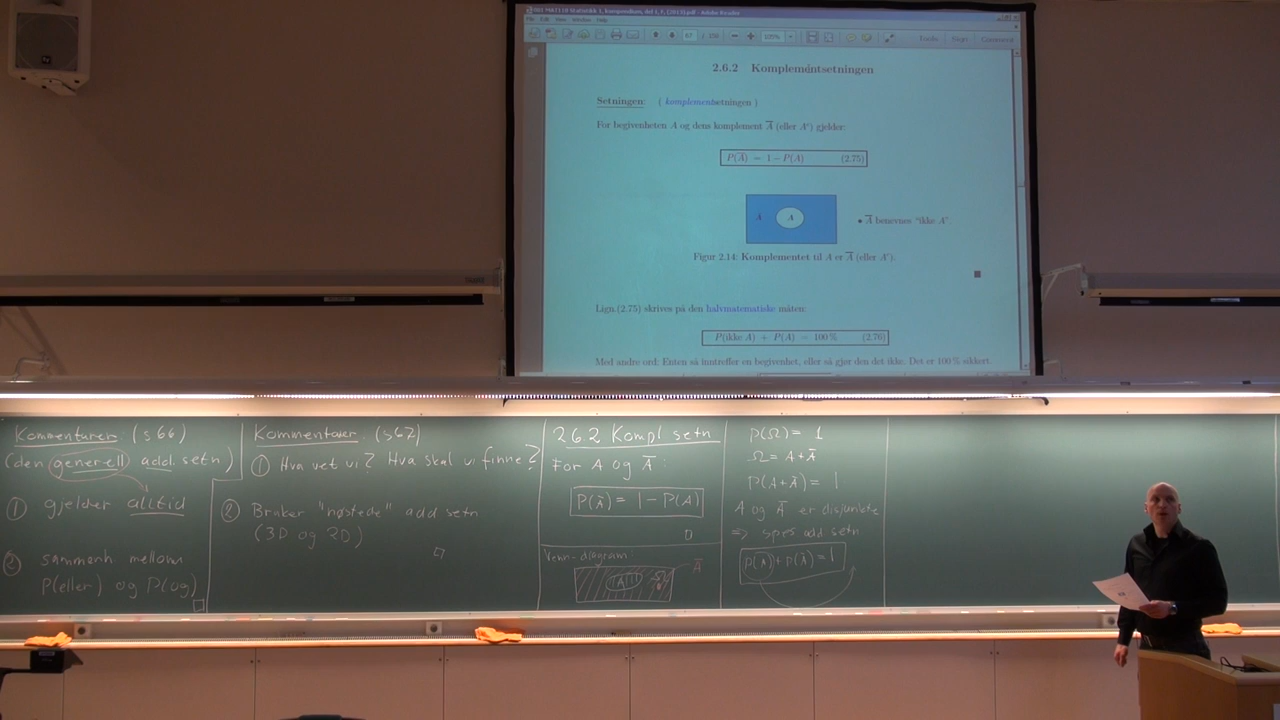 2.6.2 Komplementsetningen
Setningen: ( komplementsetningen )
For begivenheten A og dens komplement A̅ (eller Aᶜ) gjelder:
P(A̅) = 1 − P(A) (2.75)
A̅ A
• A̅ benevnes "ikke A".
Figur 2.14: Komplementet til A er A̅ (eller Aᶜ).
Lign.(2.75) skrives på den halvmatematiske måten:
P(ikke A) + P(A) = 100 % (2.76)
Med andre ord: Enten så inntreffer en begivenhet, eller så gjør den det ikke. Det er 100 % sikkert.
Kommentarer: (s66)
(den generell add. setn)
① gjelder alltid
② sammenh mellom
P(eller) og P(og)
Kommentarer: (s67)
① Hva vet vi? Hva skal vi finne?
② Bruker "nøstede" add setn
(3D og 2D)
2.6.2 Kompl setn
For A og A̅ :
P(A̅) = 1 − P(A)
Venn-diagram:
A Ω A̅
P(Ω) = 1
Ω = A + A̅
P(A+A̅) = 1
A og A̅ er disjunkte
⇒ spes add setn
P(A) + P(A̅) = 1